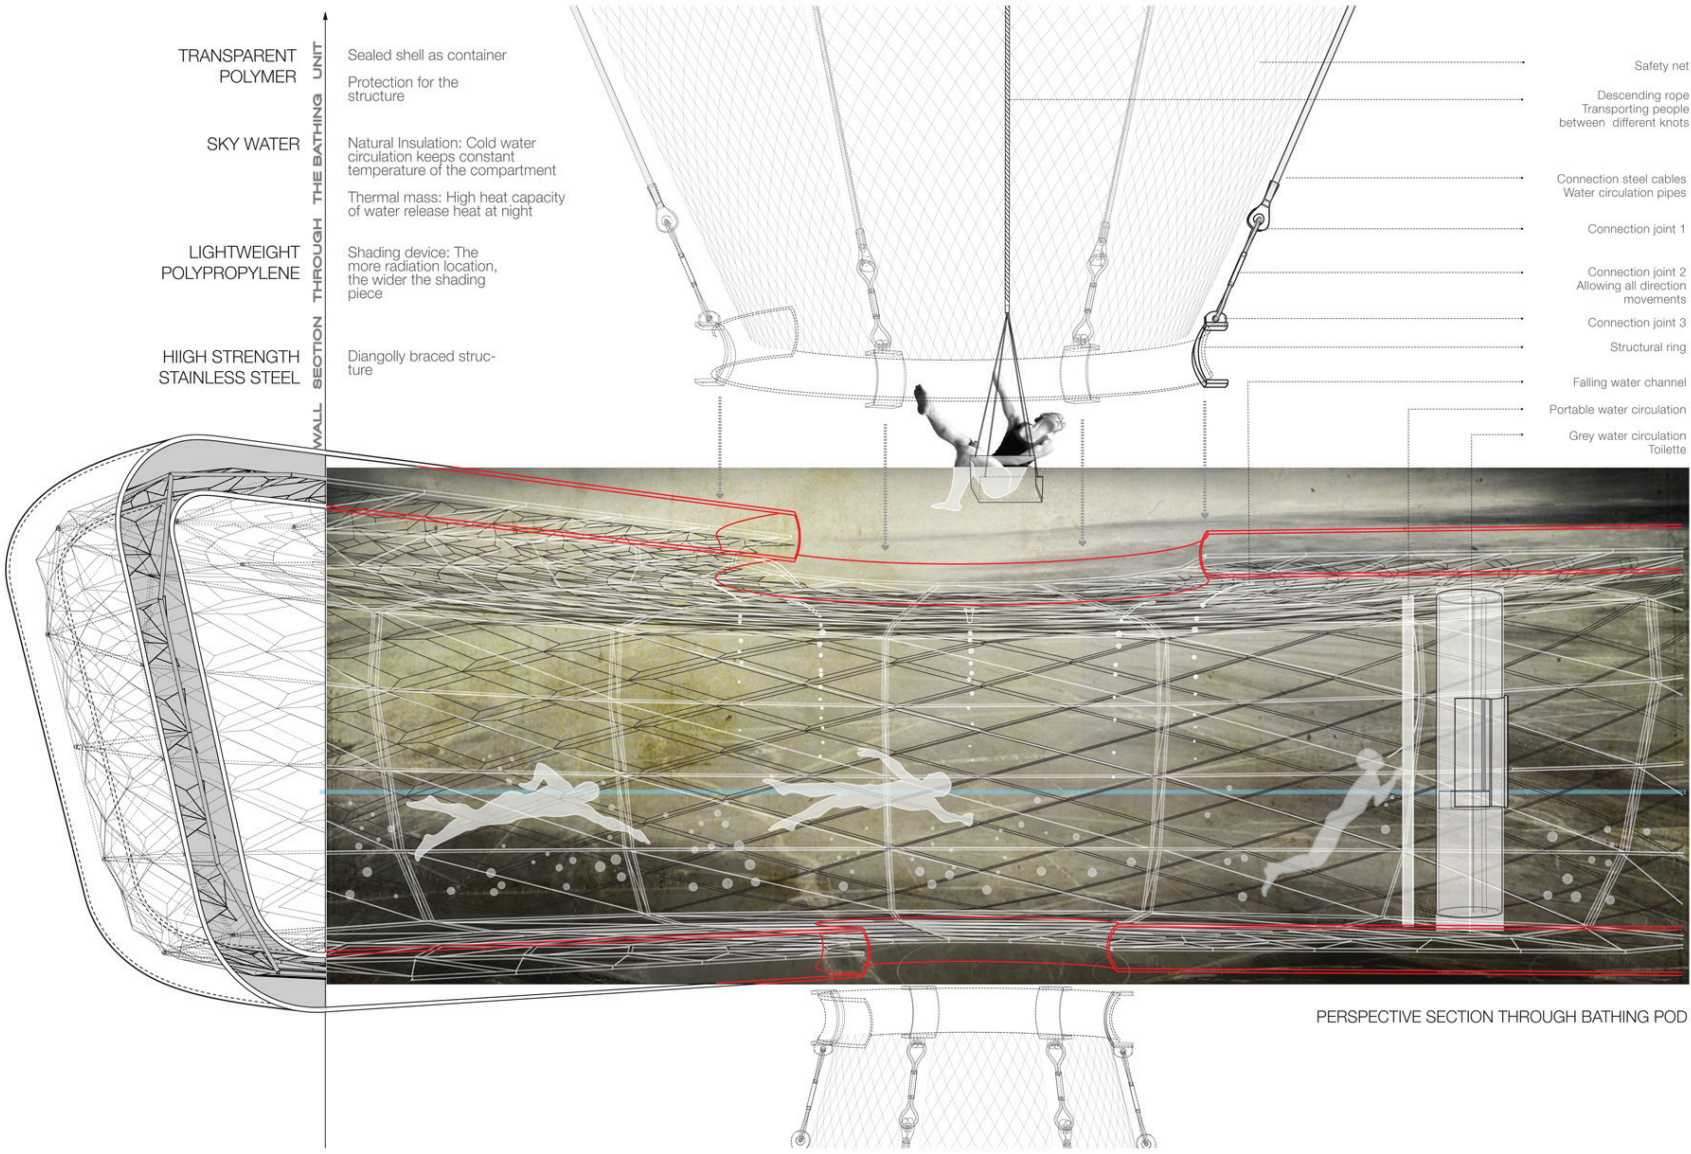 TRANSPARENT
POLYMER
Sealed shell as container
Protection for the
structure
SKY WATER
Natural Insulation: Cold water
circulation keeps constant
temperature of the compartment
Thermal mass: High heat capacity
of water release heat at night
LIGHTWEIGHT
POLYPROPYLENE
Shading device: The
more radiation location,
the wider the shading
piece
HIIGH STRENGTH
STAINLESS STEEL
Diangolly braced struc-
ture
WALL SECTION THROUGH THE BATHING UNIT
Safety net
Descending rope
Transporting people
between different knots
Connection steel cables
Water circulation pipes
Connection joint 1
Connection joint 2
Allowing all direction
movements
Connection joint 3
Structural ring
Falling water channel
Portable water circulation
Grey water circulation
Toilette
PERSPECTIVE SECTION THROUGH BATHING POD